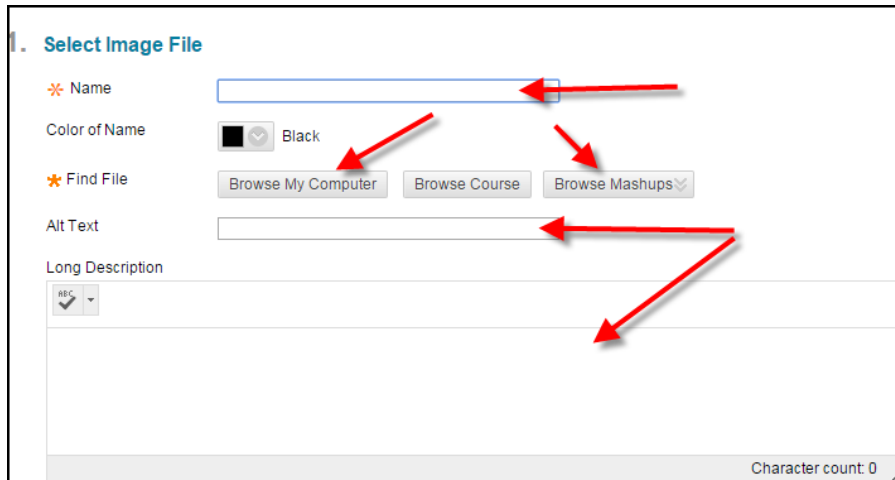 1. Select Image File
Name
Color of Name Black
Find File Browse My Computer Browse Course Browse Mashups
Alt Text
Long Description
ABC
Character count: 0